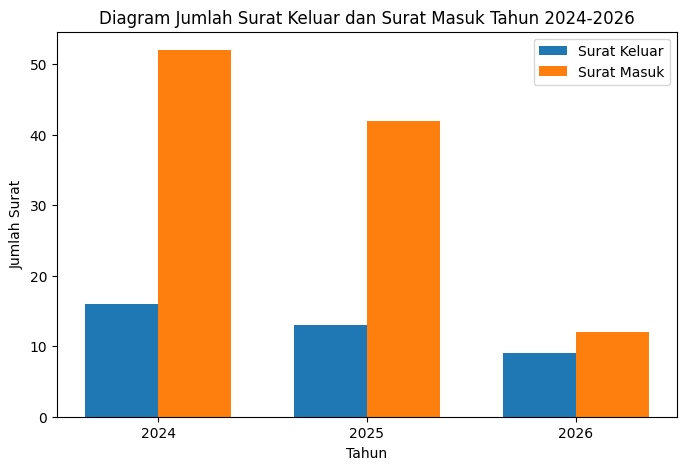 Diagram Jumlah Surat Keluar dan Surat Masuk Tahun 2024-2026
Surat Keluar
Surat Masuk
Jumlah Surat
50
40
30
20
10
0
2024 2025 2026
Tahun